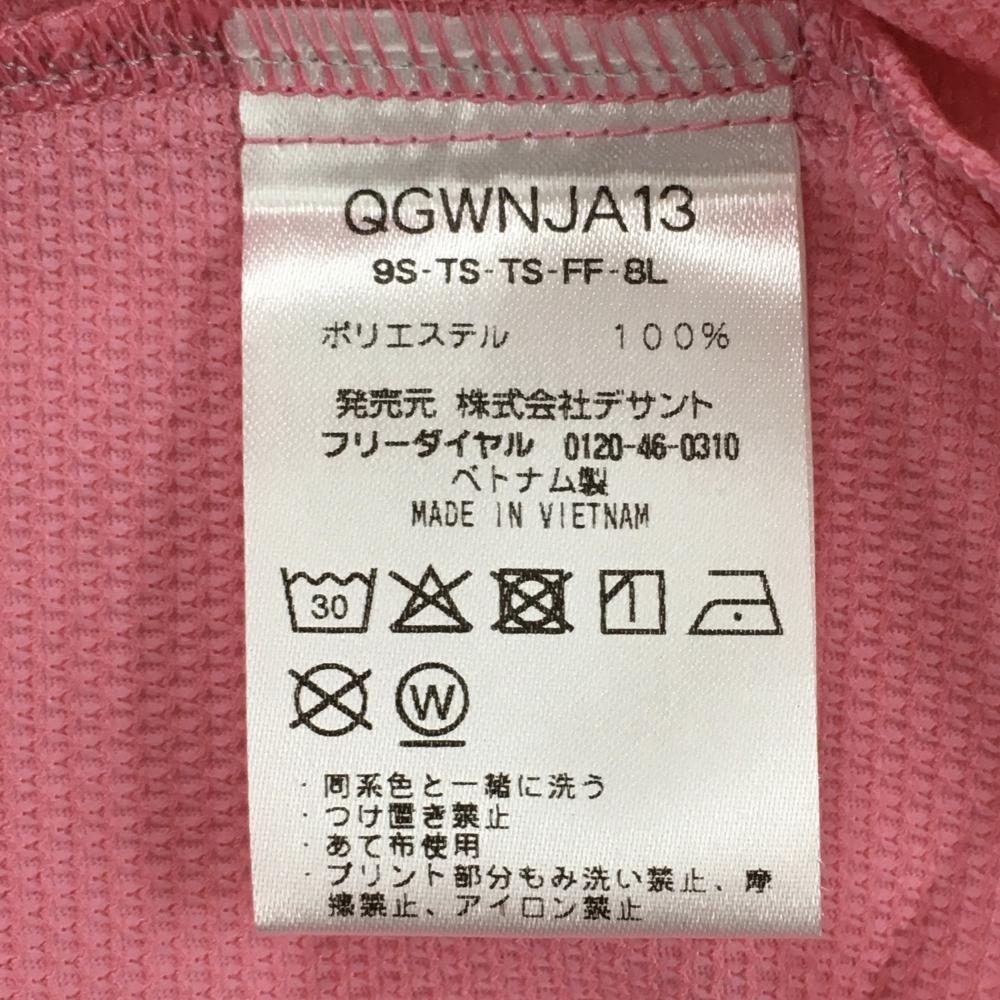 QGWNJA13
9S-TS-TS-FF-8L
ポリエステル 100%
発売元 株式会社デサント
フリーダイヤル 0120-46-0310
ベトナム製
MADE IN VIETNAM
30
W
・同系色と一緒に洗う
・つけ置き禁止
・あて布使用
・プリント部分もみ洗い禁止、摩
擦禁止、アイロン禁止